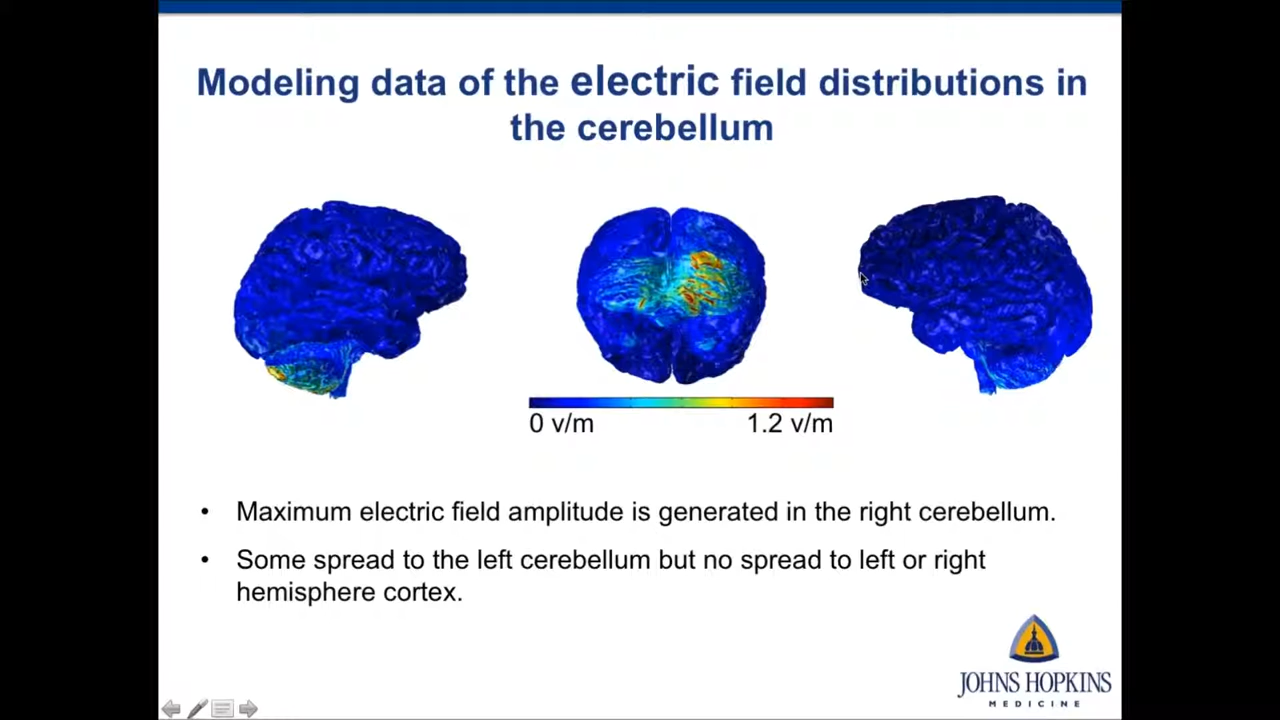 Modeling data of the electric field distributions in
the cerebellum
0 v/m
1.2 v/m
• Maximum electric field amplitude is generated in the right cerebellum.
• Some spread to the left cerebellum but no spread to left or right
hemisphere cortex.
JOHNS HOPKINS
MEDICINE